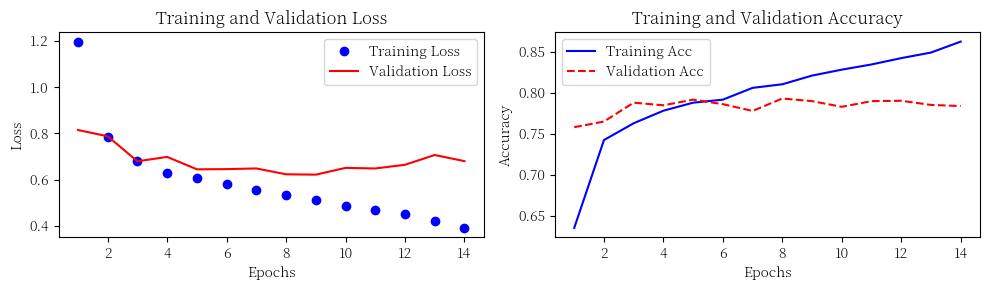 Training and Validation Loss
1.2
1.0
0.8
0.6
0.4
Loss
Training Loss
Validation Loss
2
4
6
8
10
12
14
Epochs
Training and Validation Accuracy
0.85
0.80
0.75
0.70
0.65
Accuracy
Training Acc
Validation Acc
2
4
6
8
10
12
14
Epochs